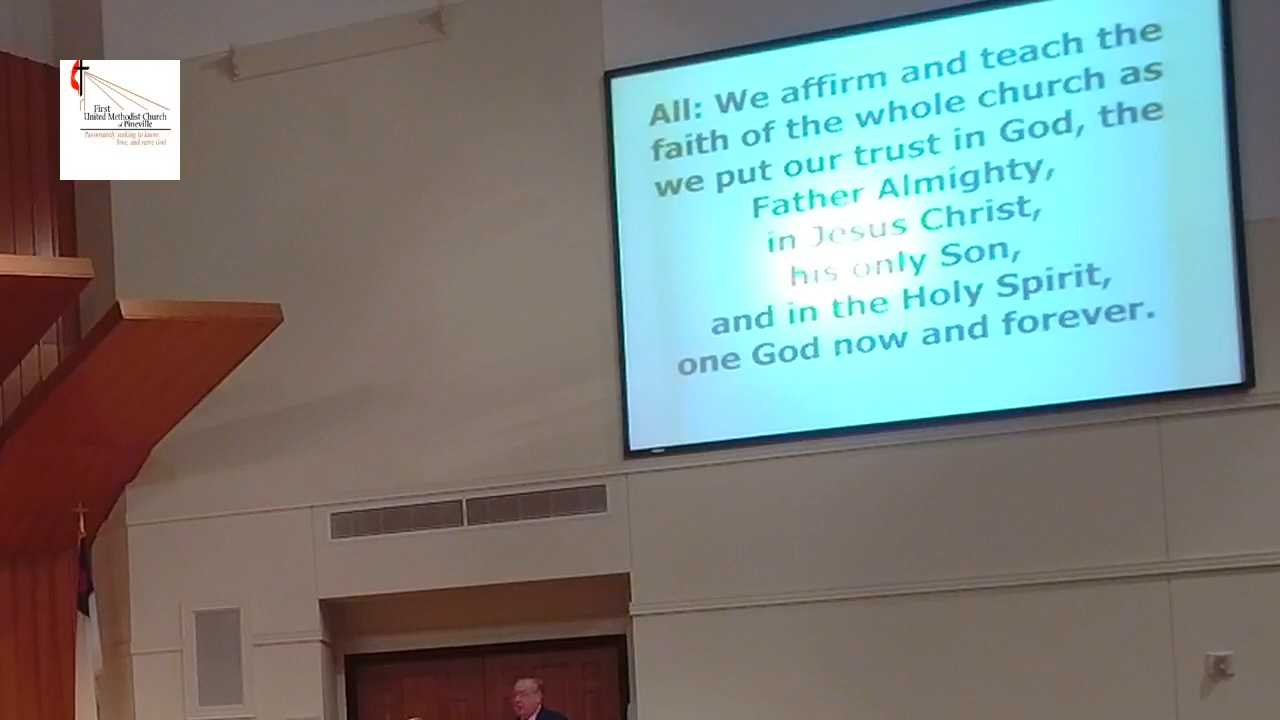 First
United Methodist Church
of Pineville
Passionately seeking to know,
love, and serve God
All: We affirm and teach the
faith of the whole church as
we put our trust in God, the
Father Almighty,
in Jesus Christ,
his only Son,
and in the Holy Spirit,
one God now and forever.